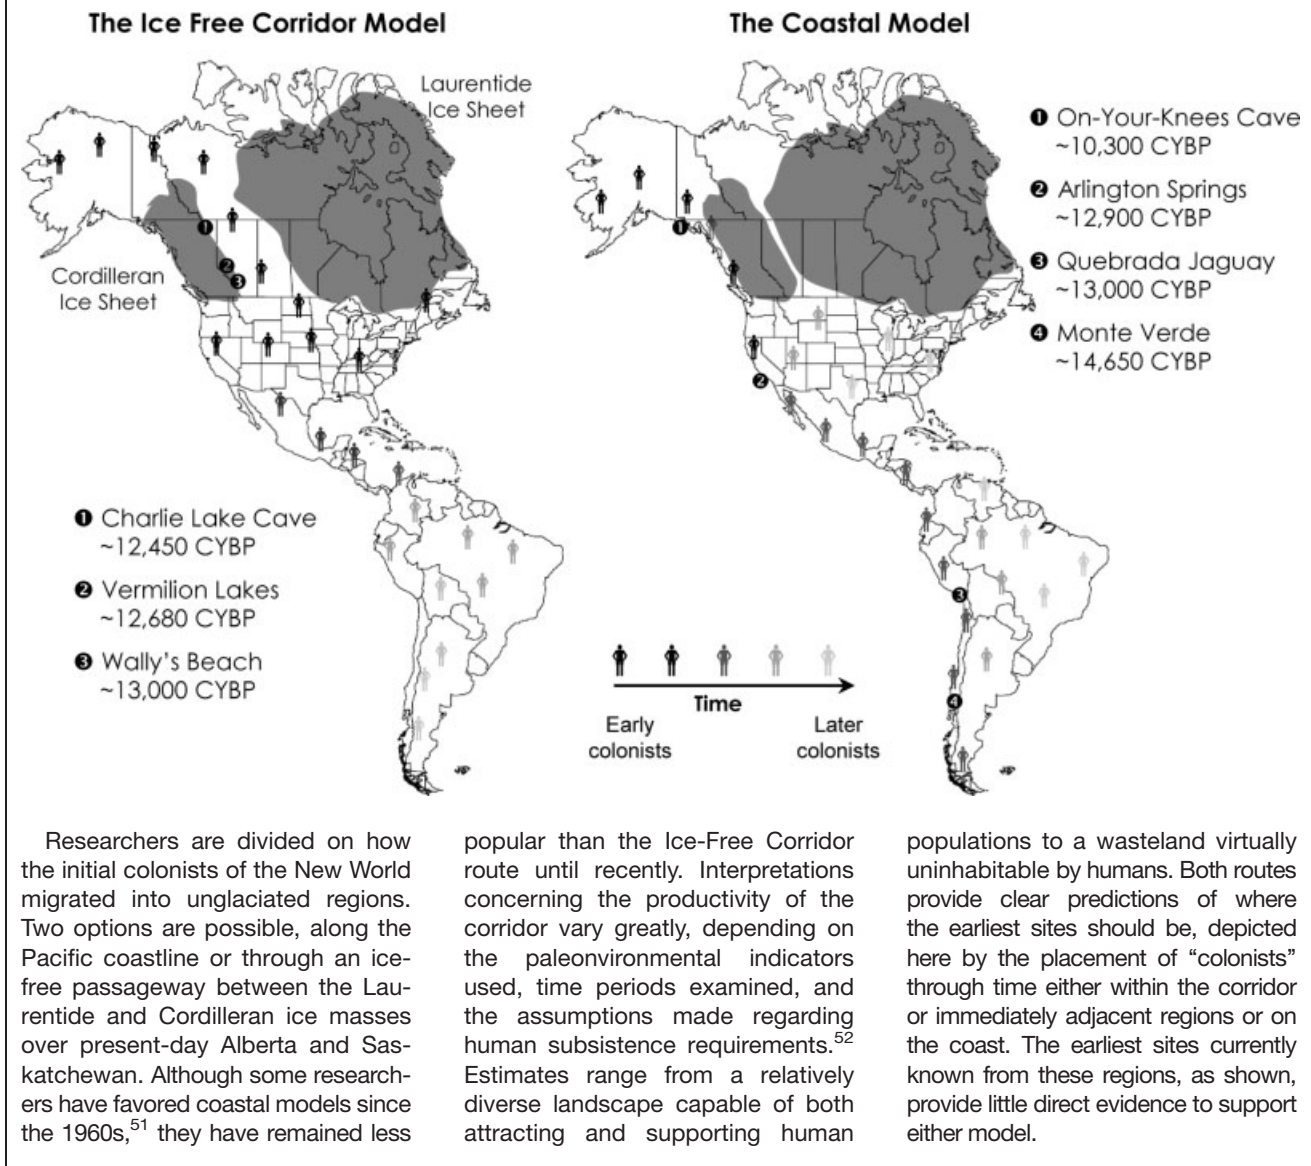 The Ice Free Corridor Model
Laurentide
Ice Sheet
Cordilleran
Ice Sheet
❶
❷
❸
❶ Charlie Lake Cave
~12,450 CYBP
❷ Vermilion Lakes
~12,680 CYBP
❸ Wally's Beach
~13,000 CYBP
The Coastal Model
❶
❷
❸
❹
❶ On-Your-Knees Cave
~10,300 CYBP
❷ Arlington Springs
~12,900 CYBP
❸ Quebrada Jaguay
~13,000 CYBP
❹ Monte Verde
~14,650 CYBP
Time
Early
colonists
Later
colonists
Researchers are divided on how
the initial colonists of the New World
migrated into unglaciated regions.
Two options are possible, along the
Pacific coastline or through an ice-
free passageway between the Lau-
rentide and Cordilleran ice masses
over present-day Alberta and Sas-
katchewan. Although some research-
ers have favored coastal models since
the 1960s,51 they have remained less
popular than the Ice-Free Corridor
route until recently. Interpretations
concerning the productivity of the
corridor vary greatly, depending on
the paleonvironmental indicators
used, time periods examined, and
the assumptions made regarding
human subsistence requirements.52
Estimates range from a relatively
diverse landscape capable of both
attracting and supporting human
populations to a wasteland virtually
uninhabitable by humans. Both routes
provide clear predictions of where
the earliest sites should be, depicted
here by the placement of “colonists”
through time either within the corridor
or immediately adjacent regions or on
the coast. The earliest sites currently
known from these regions, as shown,
provide little direct evidence to support
either model.